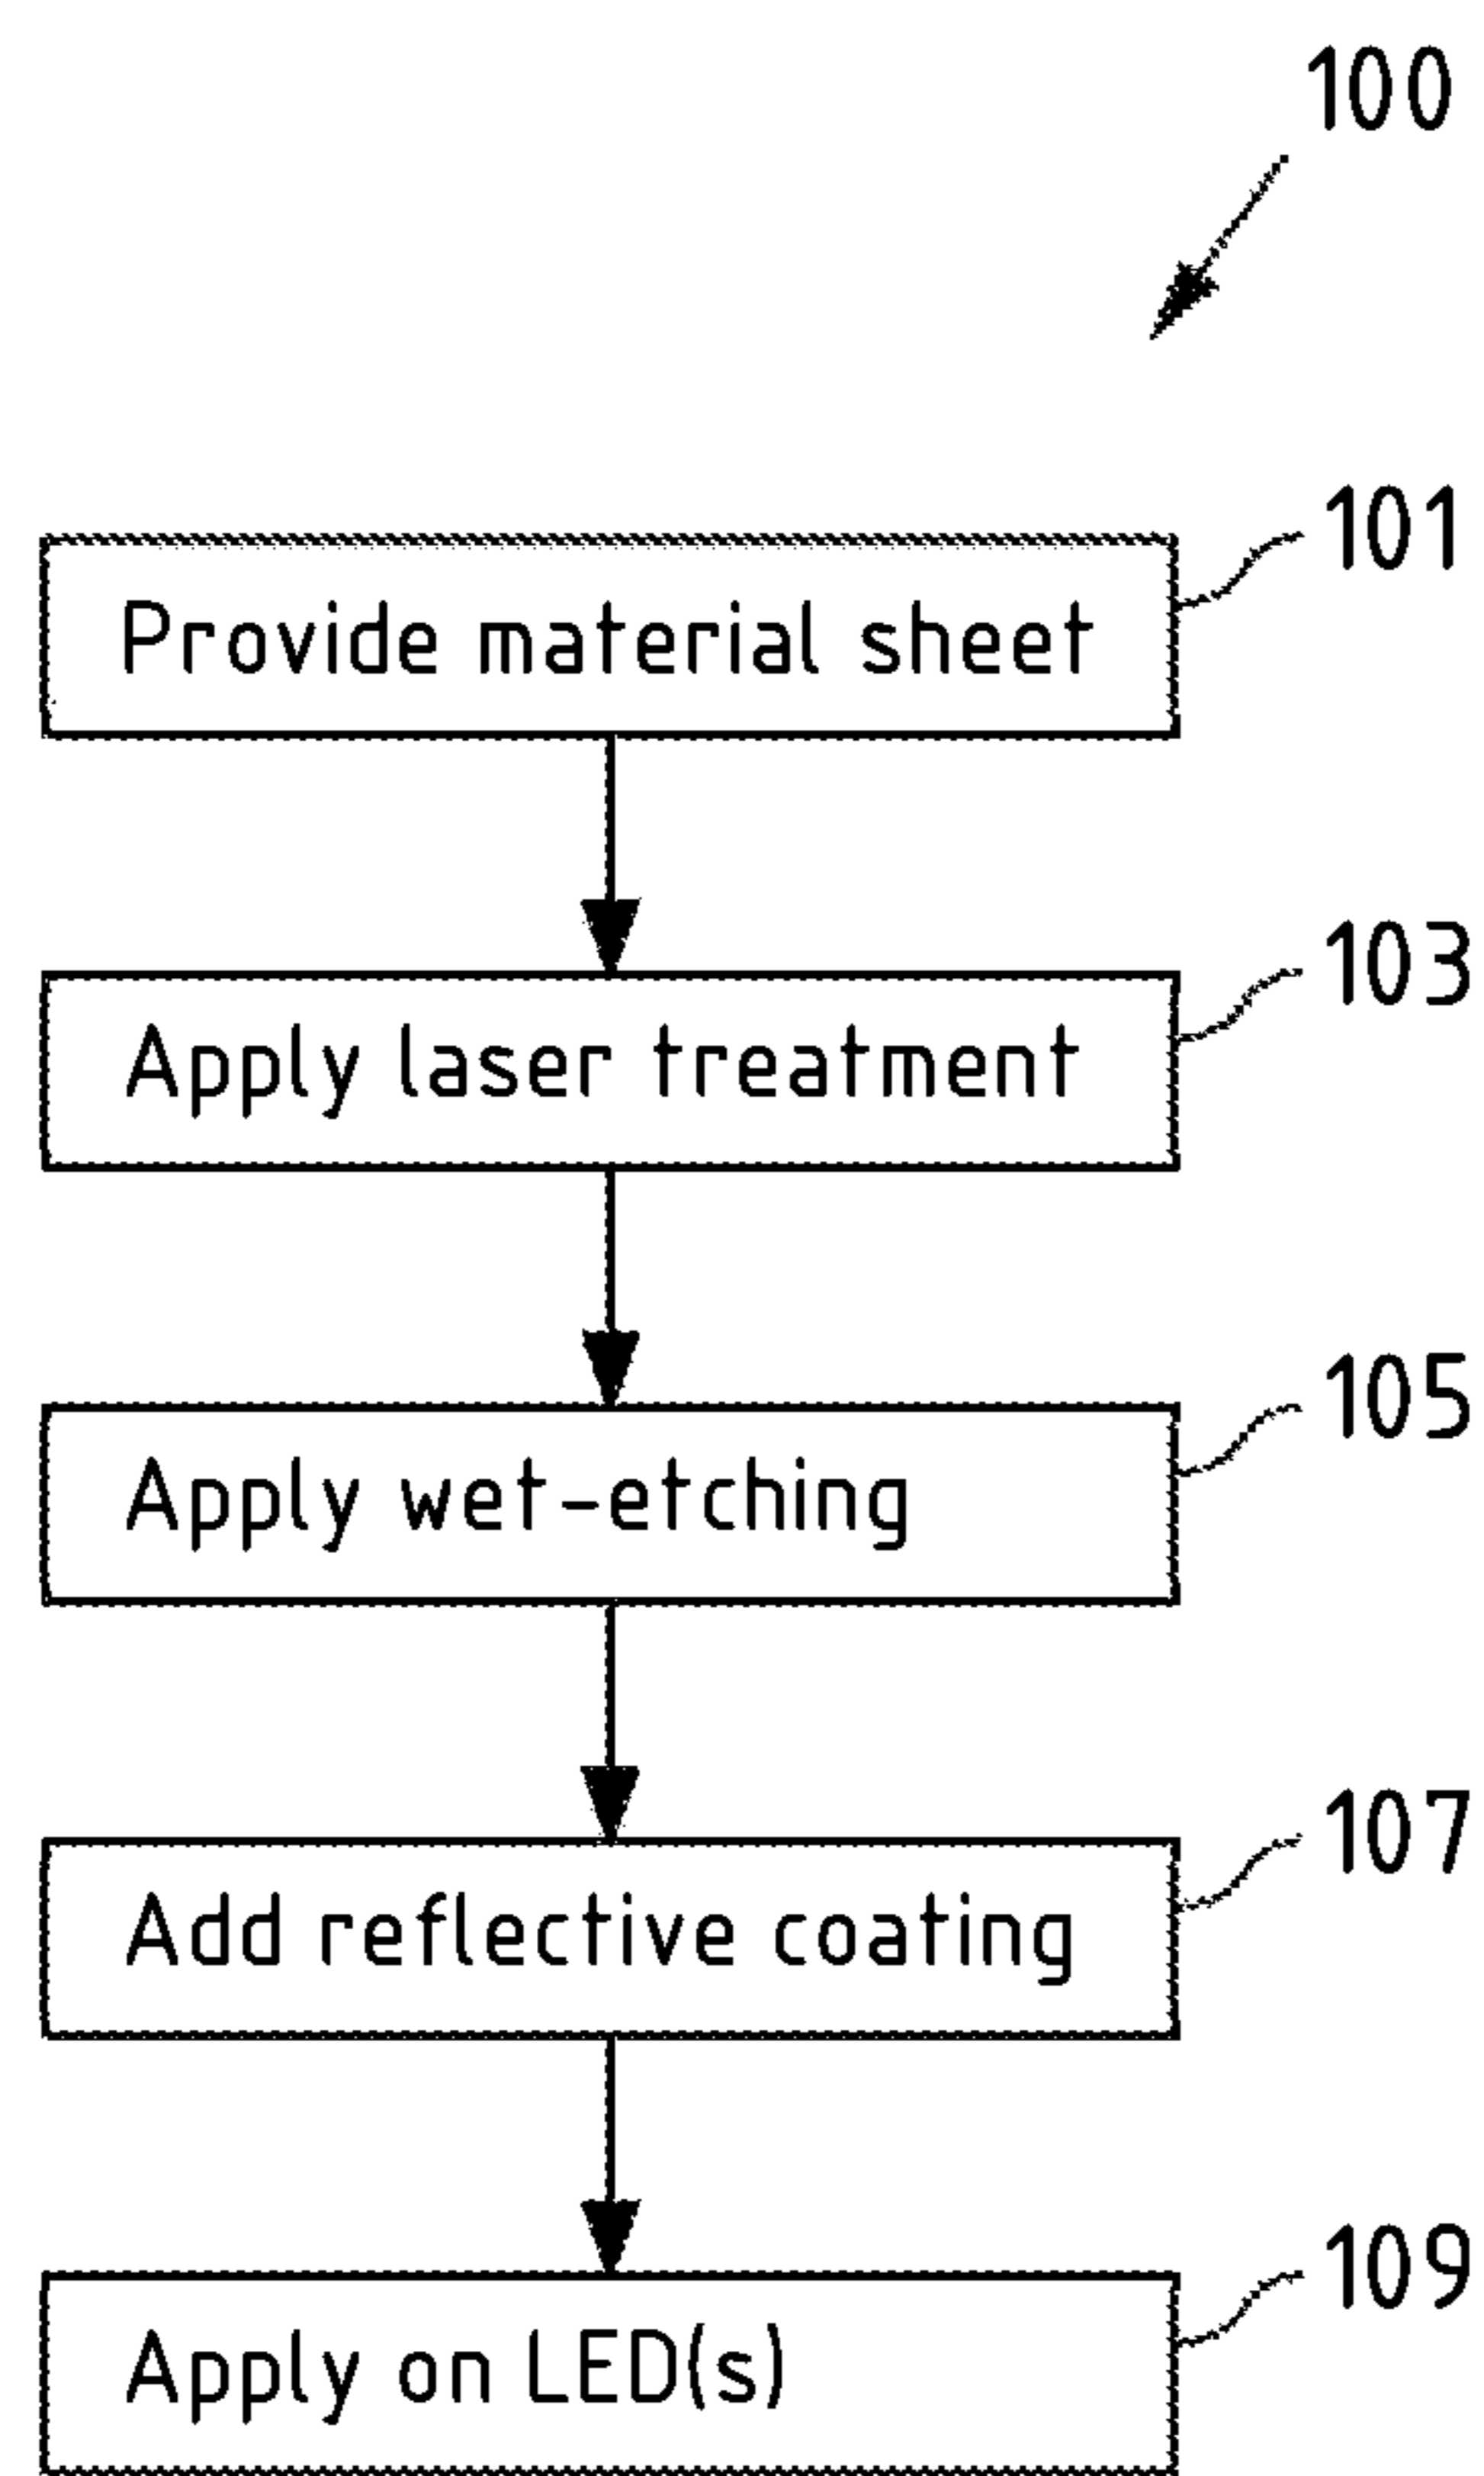 100
101
Provide material sheet
103
Apply laser treatment
105
Apply wet-etching
107
Add reflective coating
109
Apply on LED(s)